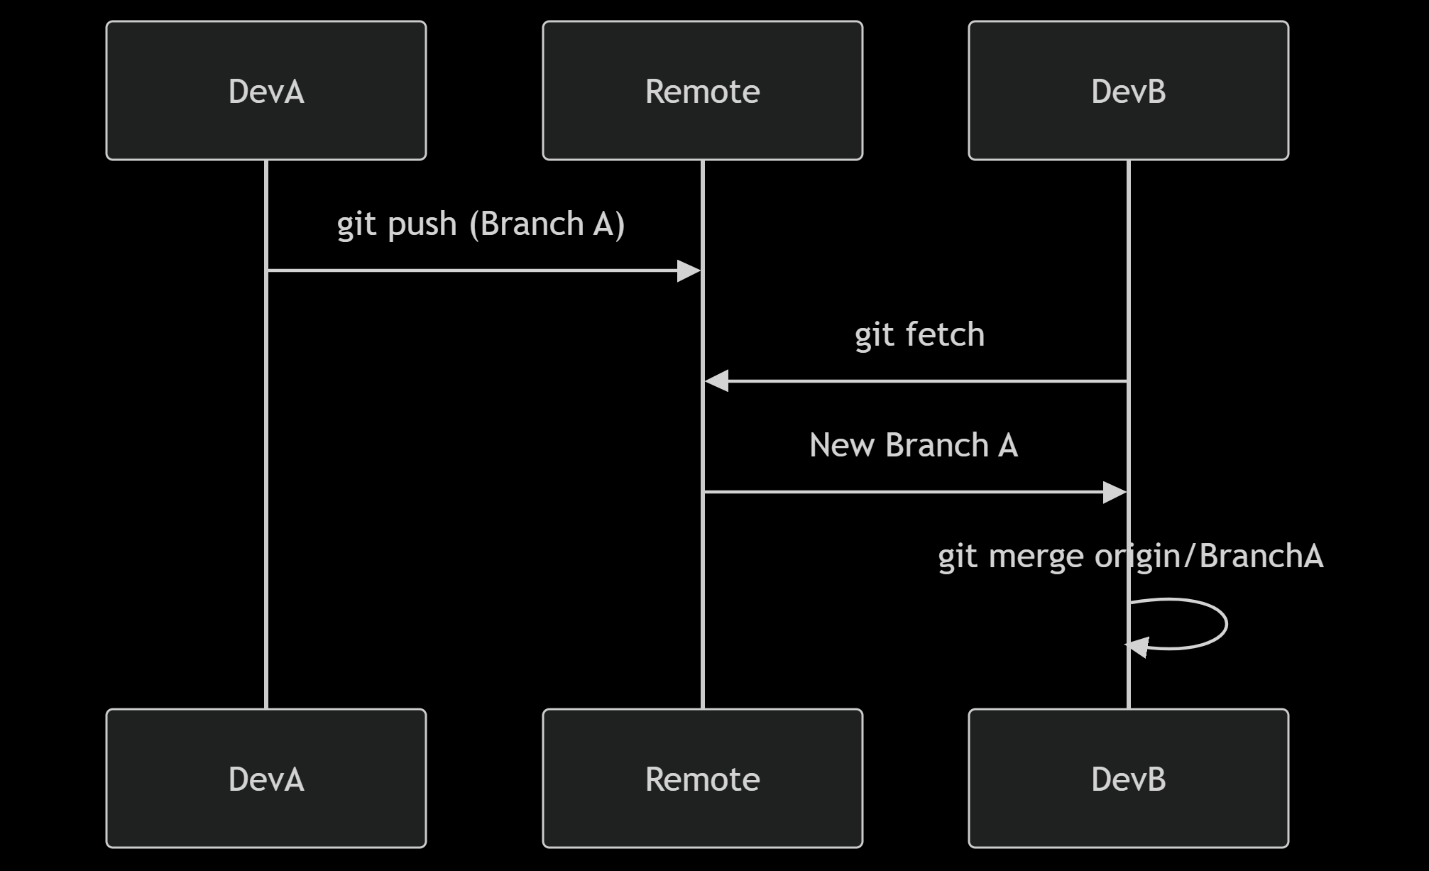 DevA
Remote
DevB
git push (Branch A)
git fetch
New Branch A
git merge origin/BranchA
DevA
Remote
DevB